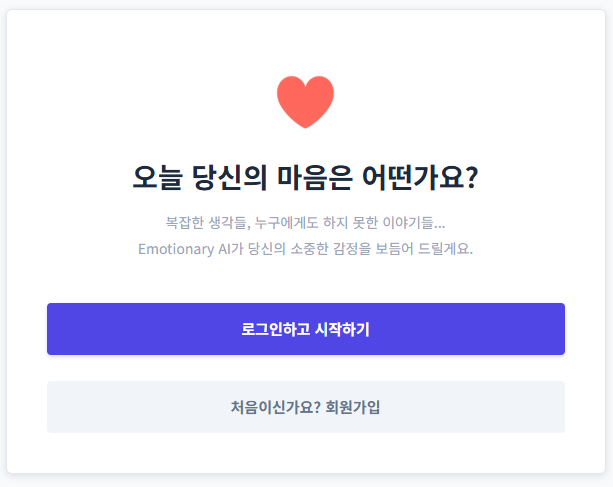 오늘 당신의 마음은 어떤가요?
복잡한 생각들, 누구에게도 하지 못한 이야기들...
Emotionary AI가 당신의 소중한 감정을 보듬어 드릴게요.
로그인하고 시작하기
처음이신가요? 회원가입